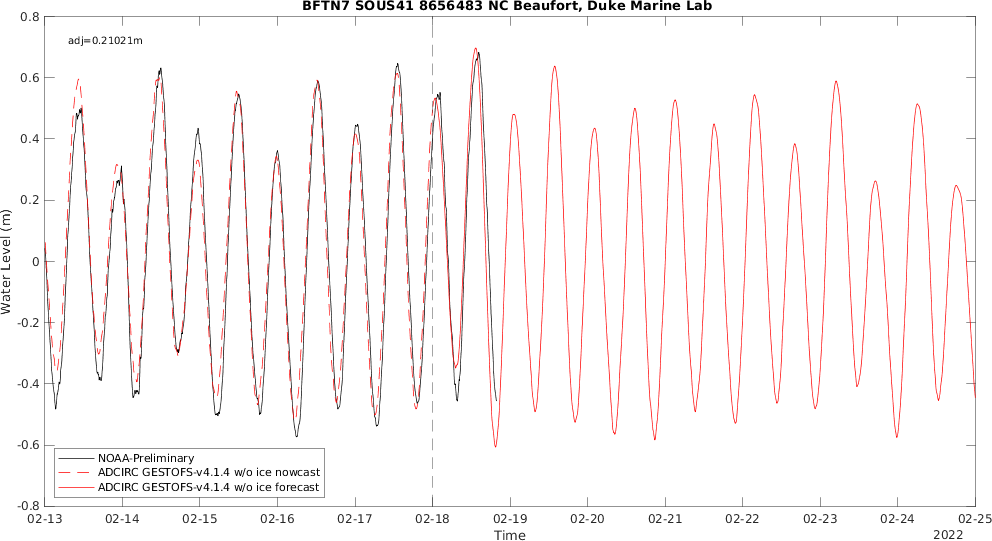 BFTN7 SOUS41 8656483 NC Beaufort, Duke Marine Lab
adj=0.21021m
0.8
0.6
0.4
0.2
0
-0.2
-0.4
-0.6
-0.8
Water Level (m)
NOAA-Preliminary
ADCIRC GESTOFS-v4.1.4 w/o ice nowcast
ADCIRC GESTOFS-v4.1.4 w/o ice forecast
02-13 02-14 02-15 02-16 02-17 02-18 02-19 02-20 02-21 02-22 02-23 02-24 02-25
Time
2022